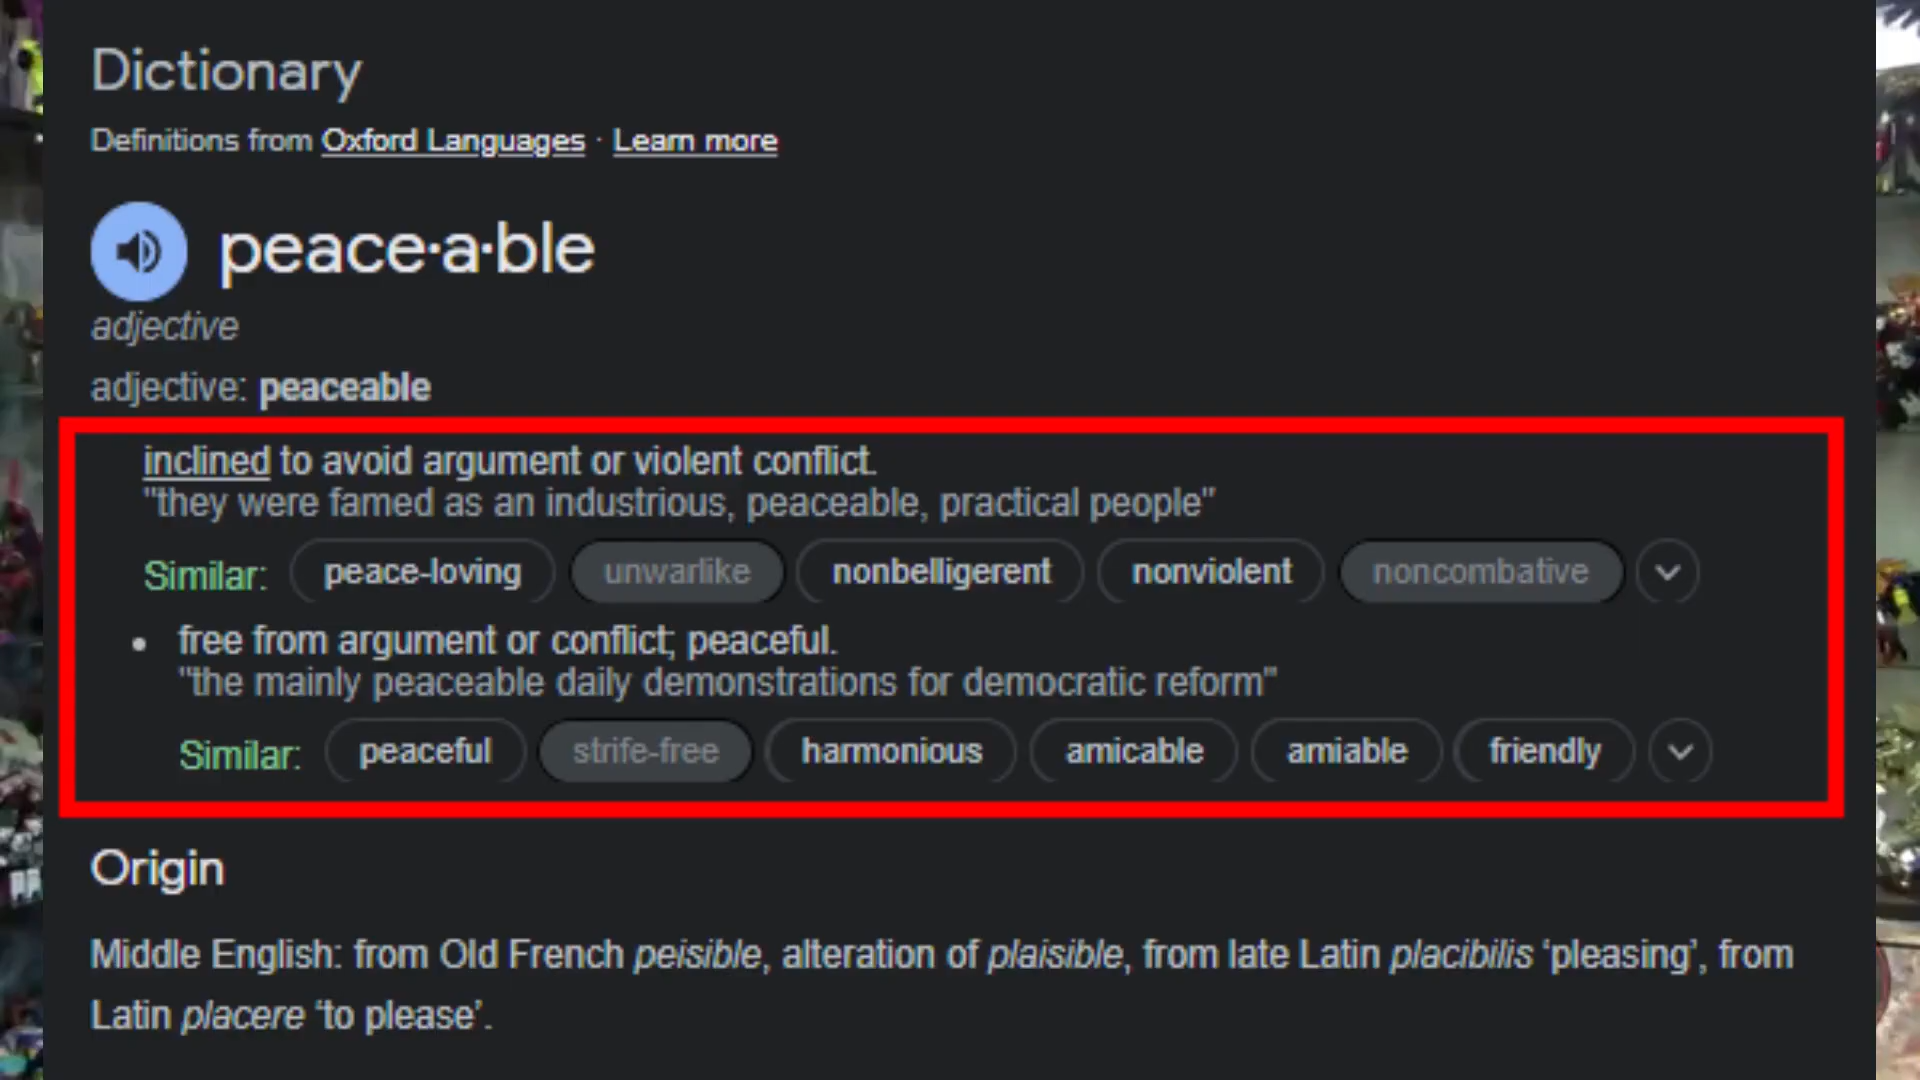 Dictionary
Definitions from Oxford Languages · Learn more
peace·a·ble
adjective
adjective: peaceable
inclined to avoid argument or violent conflict.
"they were famed as an industrious, peaceable, practical people"
Similar: peace-loving unwarlike nonbelligerent nonviolent noncombative
• free from argument or conflict; peaceful.
"the mainly peaceable daily demonstrations for democratic reform"
Similar: peaceful strife-free harmonious amicable amiable friendly
Origin
Middle English: from Old French peisible, alteration of plaisible, from late Latin placibilis ‘pleasing’, from
Latin placere ‘to please’.